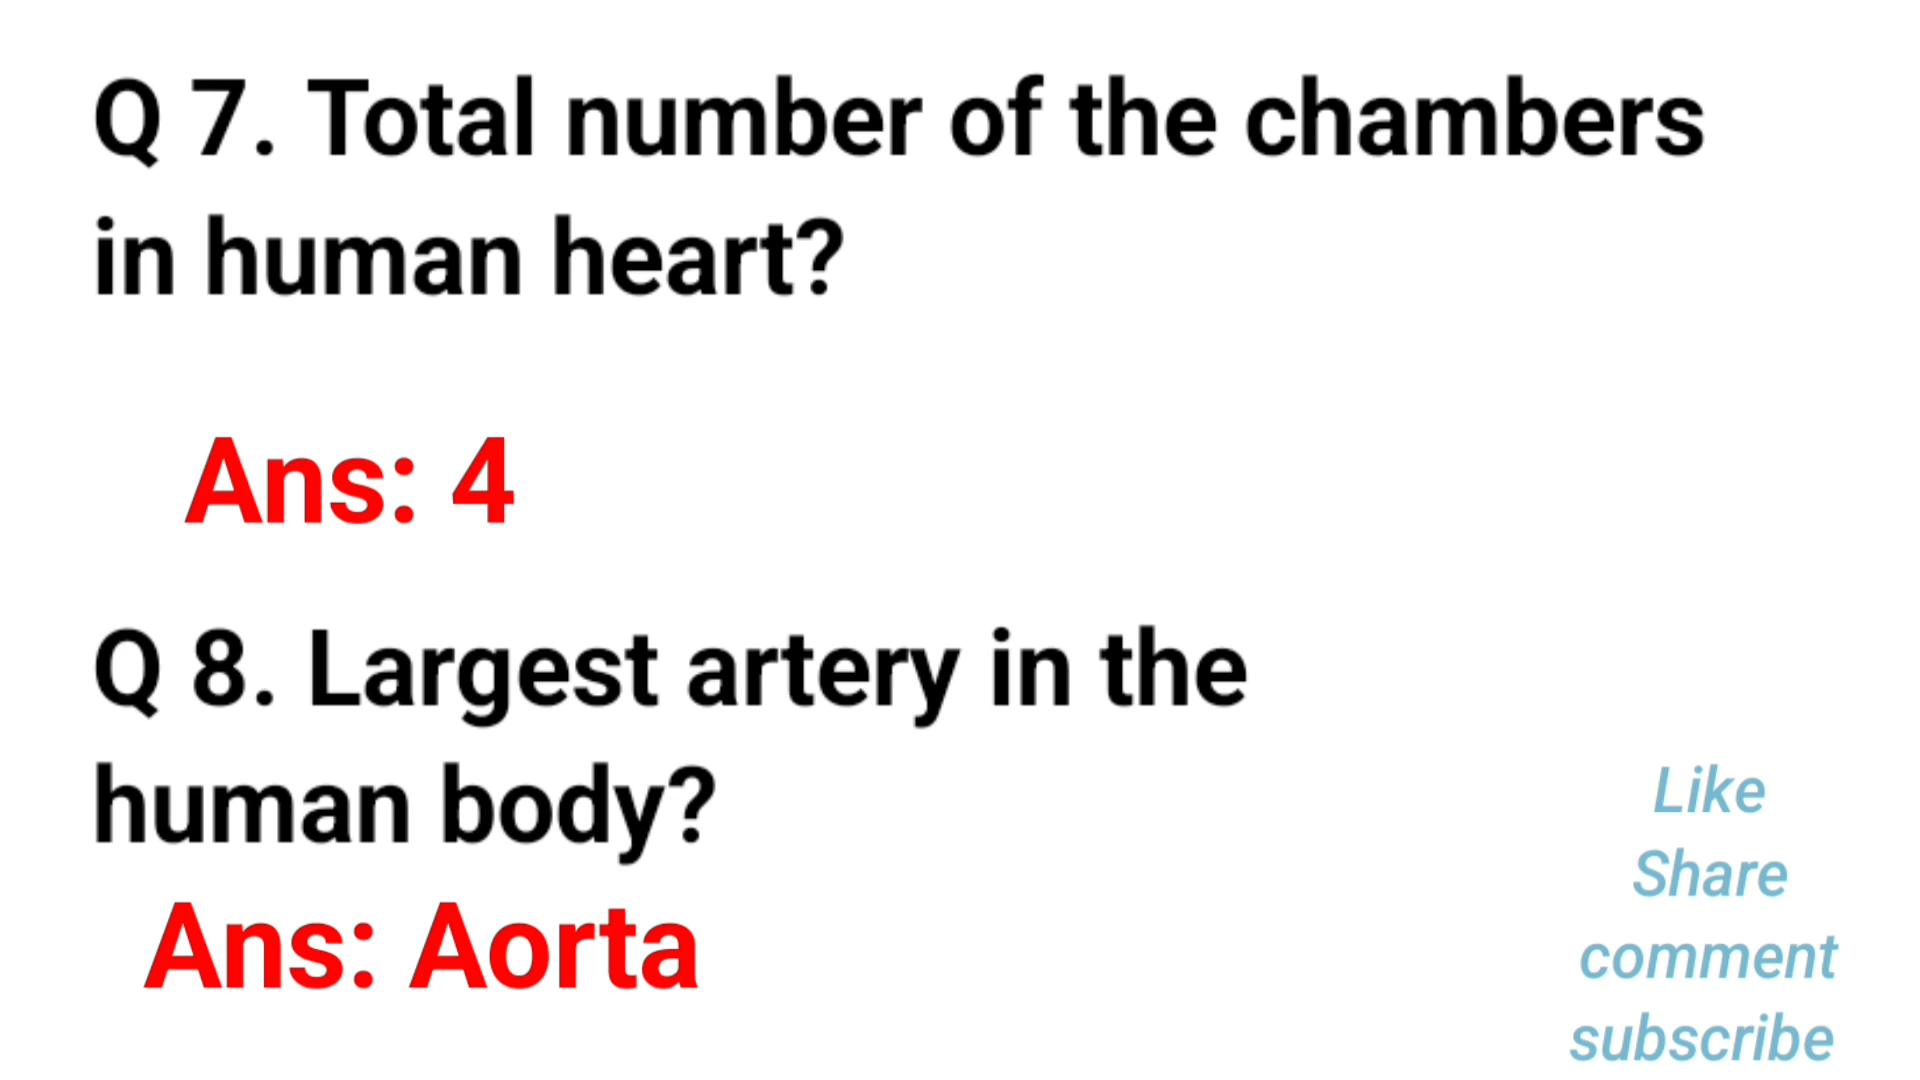 Q 7. Total number of the chambers
in human heart?
Ans: 4
Q 8. Largest artery in the
human body?
Ans: Aorta
Like
Share
comment
subscribe